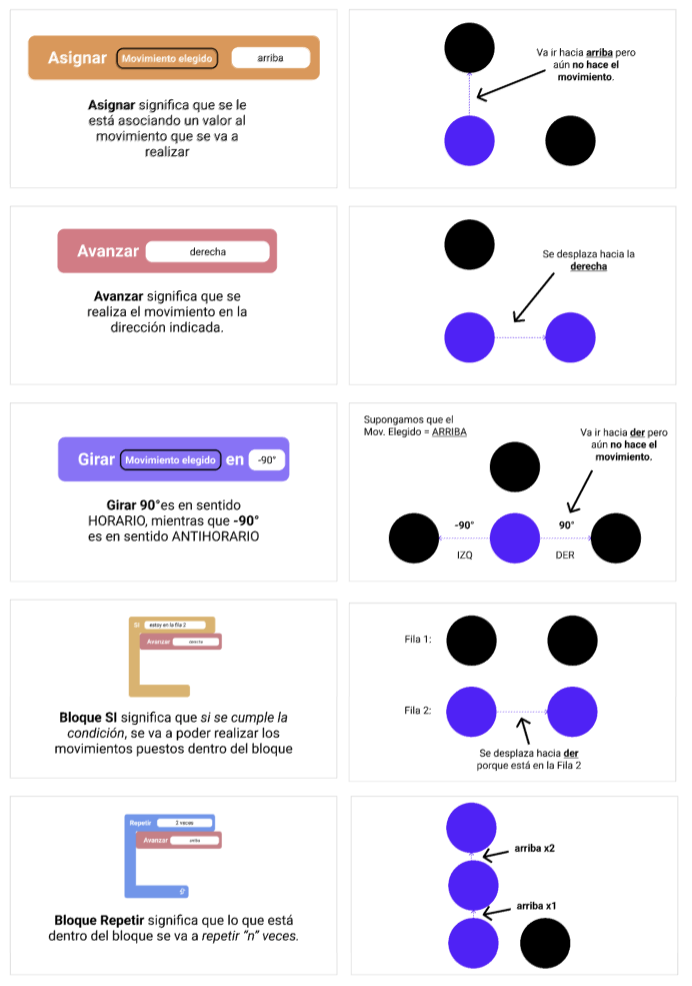 Asignar Movimiento elegido arriba
Asignar significa que se le
está asociando un valor al
movimiento que se va a
realizar
Va ir hacia arriba pero
aún no hace el
movimiento.
Avanzar derecha
Avanzar significa que se
realiza el movimiento en la
dirección indicada.
Se desplaza hacia la
derecha
Girar Movimiento elegido en -90°
Girar 90°es en sentido
HORARIO, mientras que -90°
es en sentido ANTIHORARIO
Supongamos que el
Mov. Elegido = ARRIBA
Va ir hacia der pero
aún no hace el
movimiento.
-90°
90°
IZQ
DER
SI estoy en la fila 2
Avanzar derecha
Bloque SI significa que si se cumple la
condición, se va a poder realizar los
movimientos puestos dentro del bloque
Fila 1:
Fila 2:
Se desplaza hacia der
porque está en la Fila 2
Repetir 2 veces
Avanzar arriba
Bloque Repetir significa que lo que está
dentro del bloque se va a repetir “n” veces.
arriba x2
arriba x1